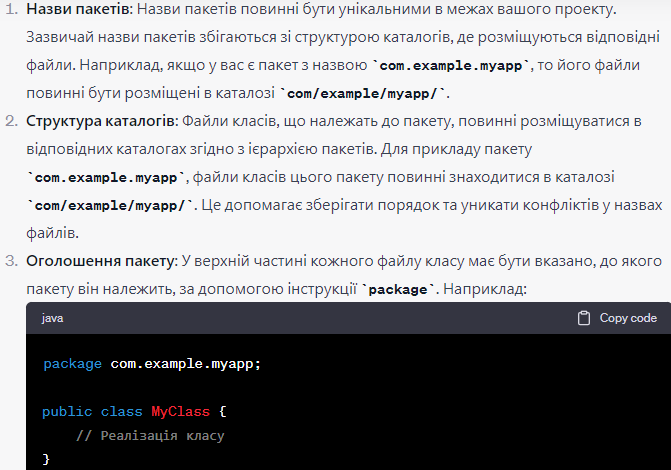 1. Назви пакетів: Назви пакетів повинні бути унікальними в межах вашого проекту.
Зазвичай назви пакетів збігаються зі структурою каталогів, де розміщуються відповідні
файли. Наприклад, якщо у вас є пакет з назвою `com.example.myapp`, то його файли
повинні бути розміщені в каталозі `com/example/myapp/`.
2. Структура каталогів: Файли класів, що належать до пакету, повинні розміщуватися в
відповідних каталогах згідно з ієрархією пакетів. Для прикладу пакету
`com.example.myapp`, файли класів цього пакету повинні знаходитися в каталозі
`com/example/myapp/`. Це допомагає зберігати порядок та уникати конфліктів у назвах
файлів.
3. Оголошення пакету: У верхній частині кожного файлу класу має бути вказано, до якого
пакету він належить, за допомогою інструкції `package`. Наприклад:
java Copy code
package com.example.myapp;
public class MyClass {
// Реалізація класу
}